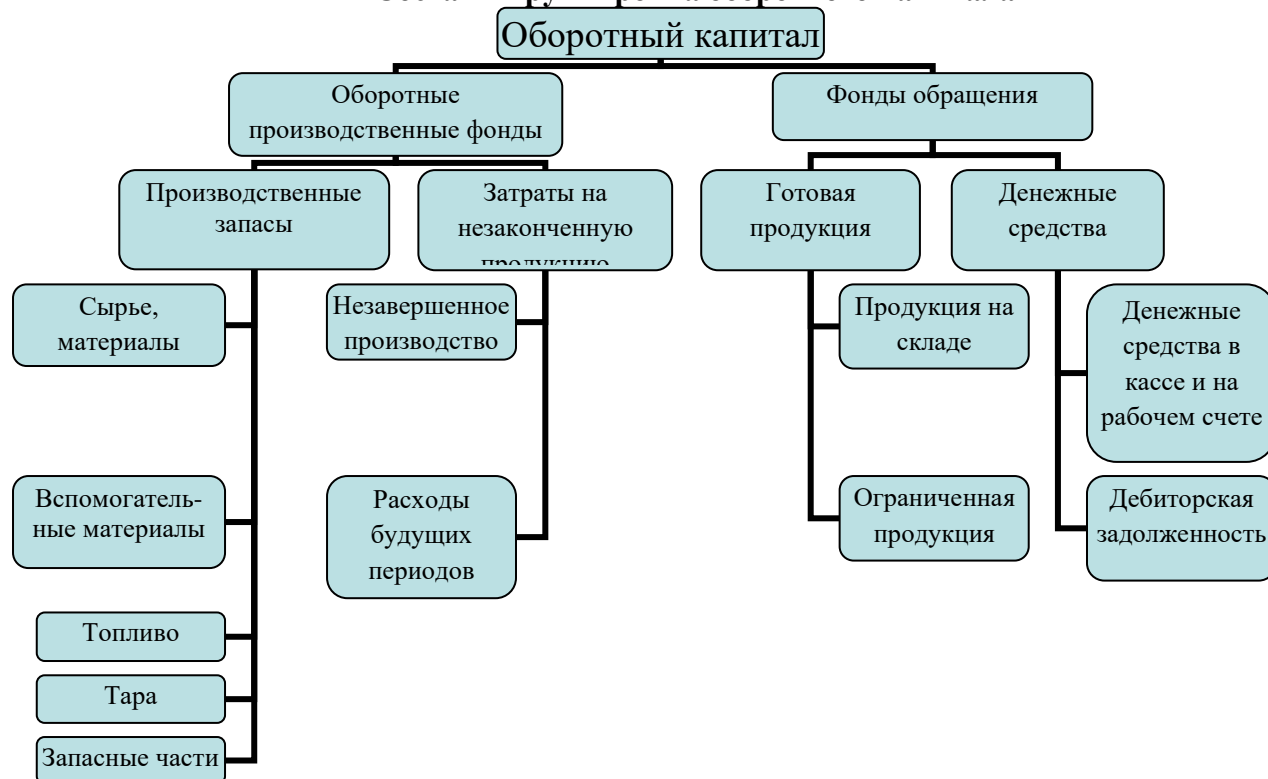 Оборотный капитал
Оборотные
производственные фонды
Фонды обращения
Производственные
запасы
Затраты на
незаконченную
продукцию
Готовая
продукция
Денежные
средства
Сырье,
материалы
Незавершенное
производство
Продукция на
складе
Денежные
средства в
кассе и на
рабочем счете
Вспомогатель-
ные материалы
Расходы
будущих
периодов
Ограниченная
продукция
Дебиторская
задолженность
Топливо
Тара
Запасные части